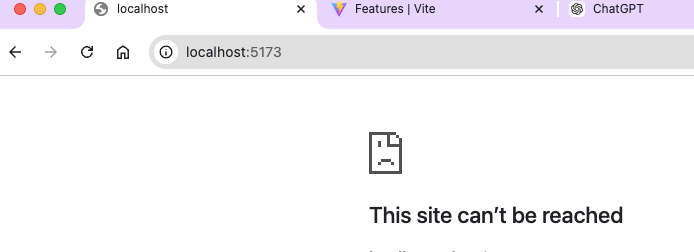 localhost
Features | Vite
ChatGPT
localhost:5173
This site can’t be reached